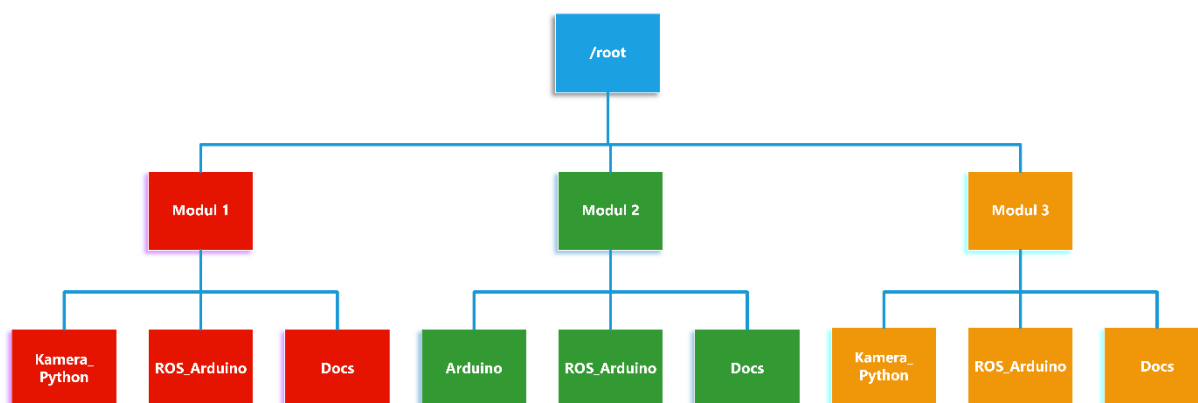 /root
Modul 1
Modul 2
Modul 3
Kamera_
Python
ROS_Arduino
Docs
Arduino
ROS_Arduino
Docs
Kamera_
Python
ROS_Arduino
Docs